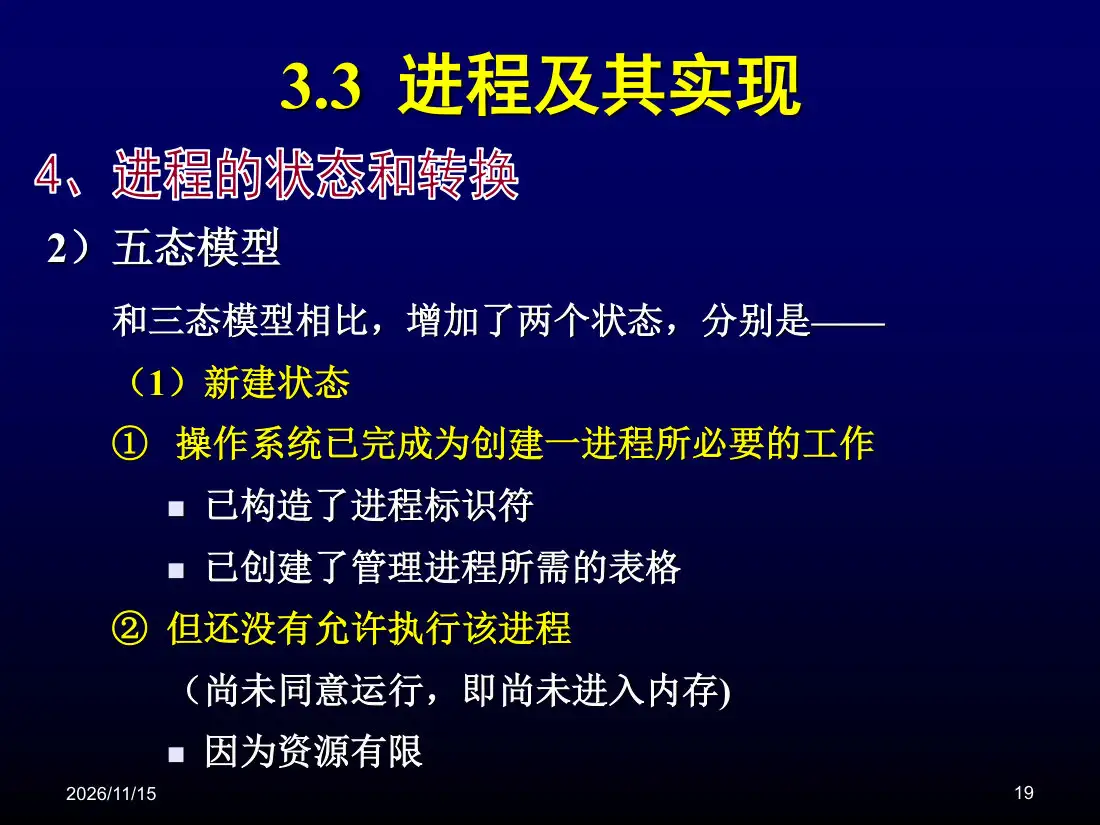 3.3 进程及其实现
4、进程的状态和转换
2）五态模型
和三态模型相比，增加了两个状态，分别是——
（1）新建状态
① 操作系统已完成为创建一进程所必要的工作
■ 已构造了进程标识符
■ 已创建了管理进程所需的表格
② 但还没有允许执行该进程
（尚未同意运行，即尚未进入内存)
■ 因为资源有限
2026/11/15
19